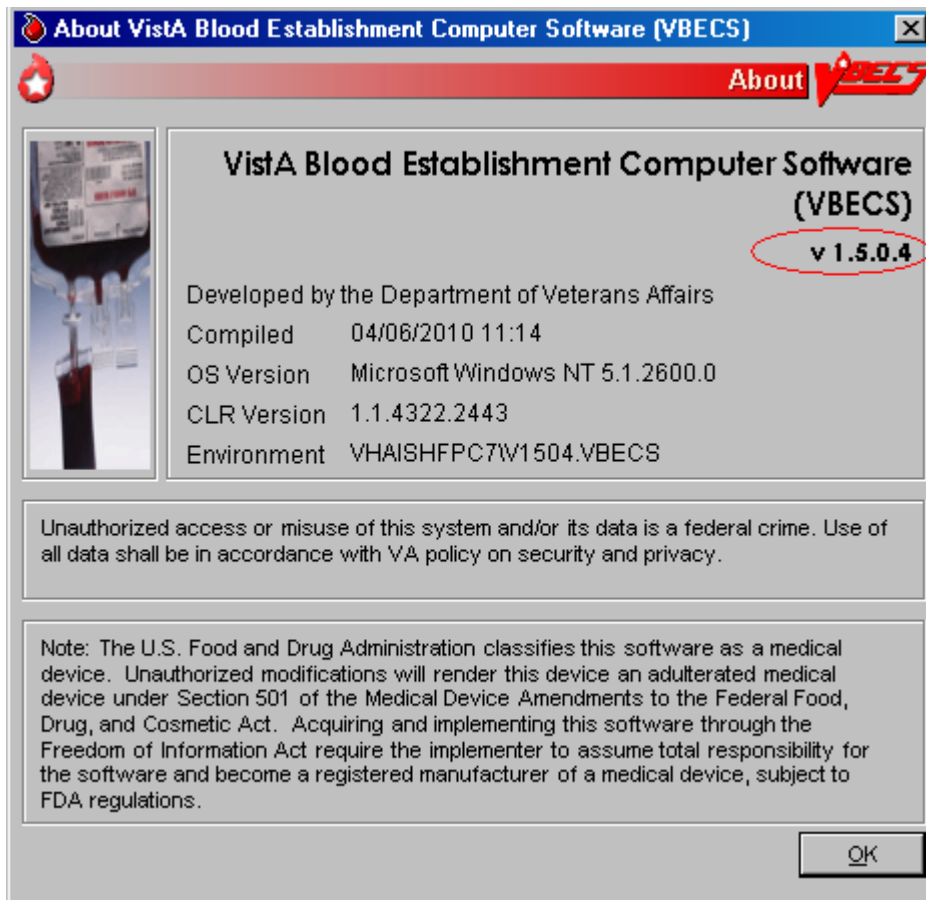 About VistA Blood Establishment Computer Software (VBECS)
About VBECS
VistA Blood Establishment Computer Software
(VBECS)
v 1.5.0.4
Developed by the Department of Veterans Affairs
Compiled 04/06/2010 11:14
OS Version Microsoft Windows NT 5.1.2600.0
CLR Version 1.1.4322.2443
Environment VHAISHFPC7\V1504.VBECS
Unauthorized access or misuse of this system and/or its data is a federal crime. Use of
all data shall be in accordance with VA policy on security and privacy.
Note: The U.S. Food and Drug Administration classifies this software as a medical
device. Unauthorized modifications will render this device an adulterated medical
device under Section 501 of the Medical Device Amendments to the Federal Food,
Drug, and Cosmetic Act. Acquiring and implementing this software through the
Freedom of Information Act require the implementer to assume total responsibility for
the software and become a registered manufacturer of a medical device, subject to
FDA regulations.
OK